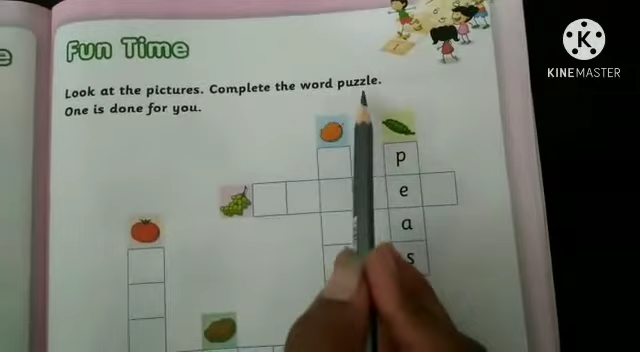 Fun Time
Look at the pictures. Complete the word puzzle.
One is done for you.
p
e
a
s
K
KINEMASTER